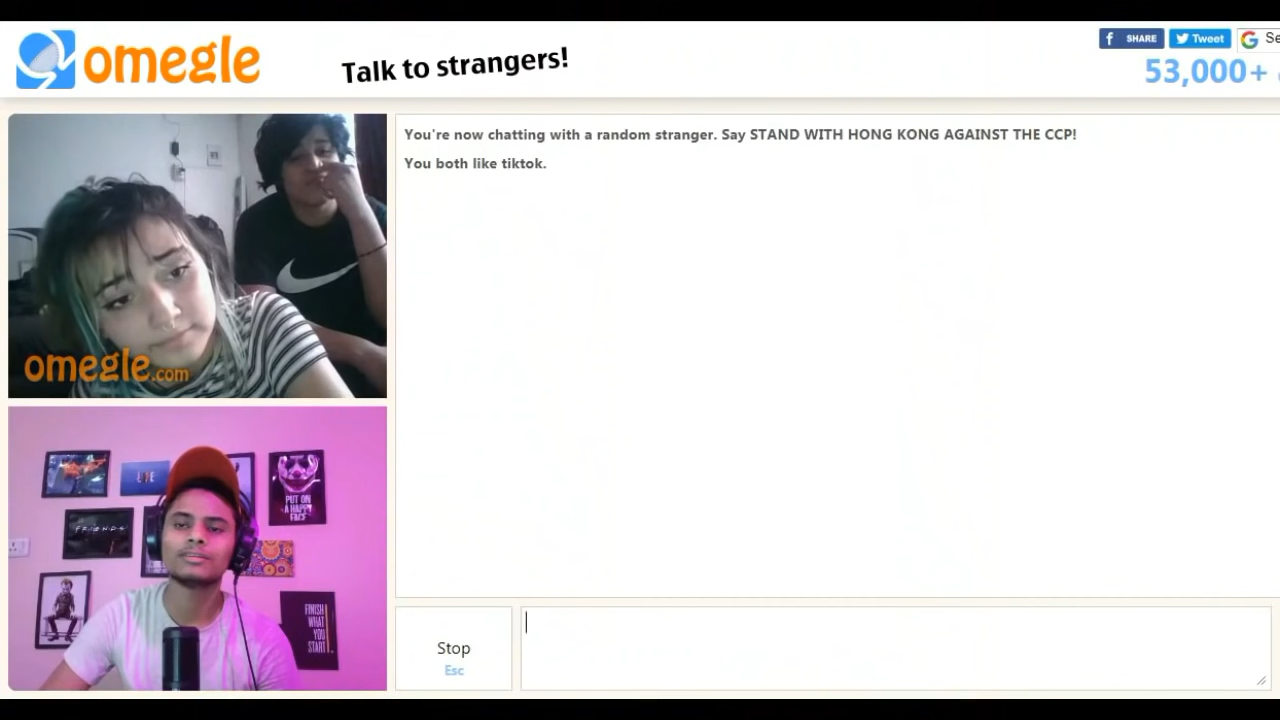 omegle
Talk to strangers!
SHARE
Tweet
Se
53,000+
You're now chatting with a random stranger. Say STAND WITH HONG KONG AGAINST THE CCP!
You both like tiktok.
omegle.com
LIVE
PUT ON
A HAPPY
FACE
FRIENDS
FINISH
WHAT
YOU
START
Stop
Esc